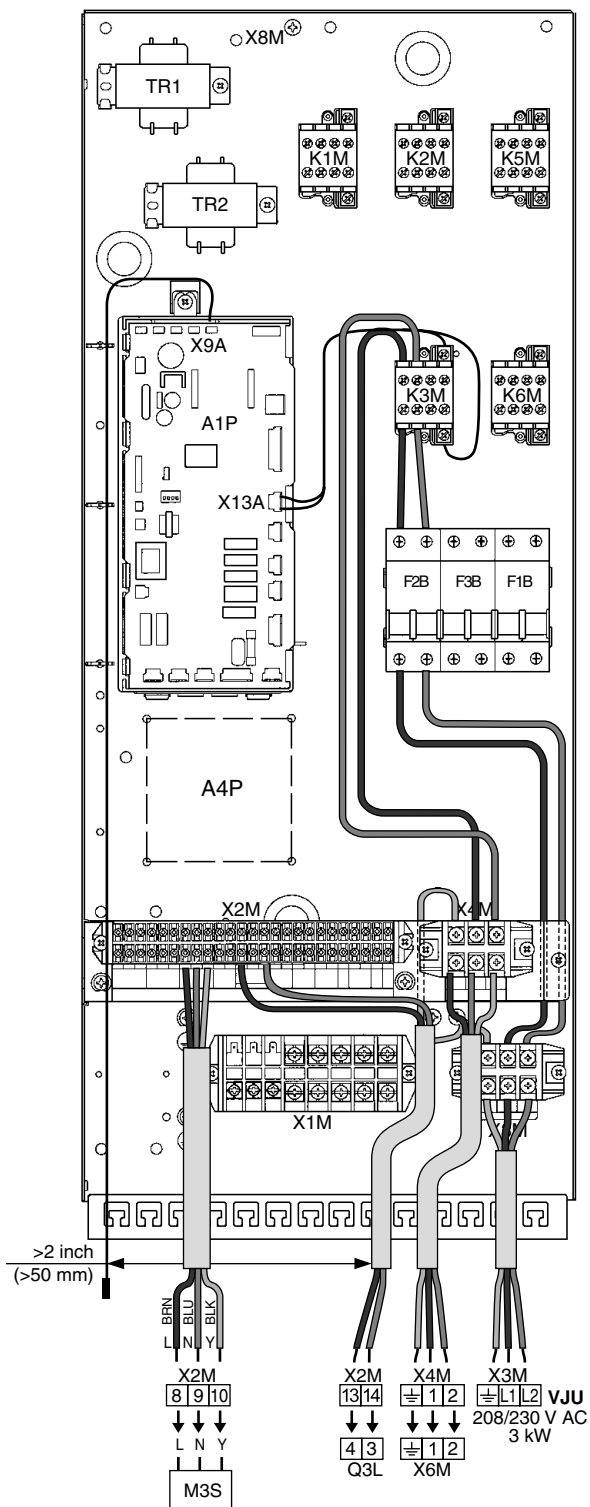 X8M
TR1
K1M K2M K5M
TR2
X9A
K3M K6M
A1P
X13A
F2B F3B F1B
A4P
X2M X4M
X1M
>2 inch
(>50 mm)
BRN BLU BLK
L N Y
X2M X2M X4M X3M
8 9 10 13 14 1 2 L1 L2 VJU
208/230 V AC
3 kW
L N Y 4 3 1 2
Q3L X6M
M3S